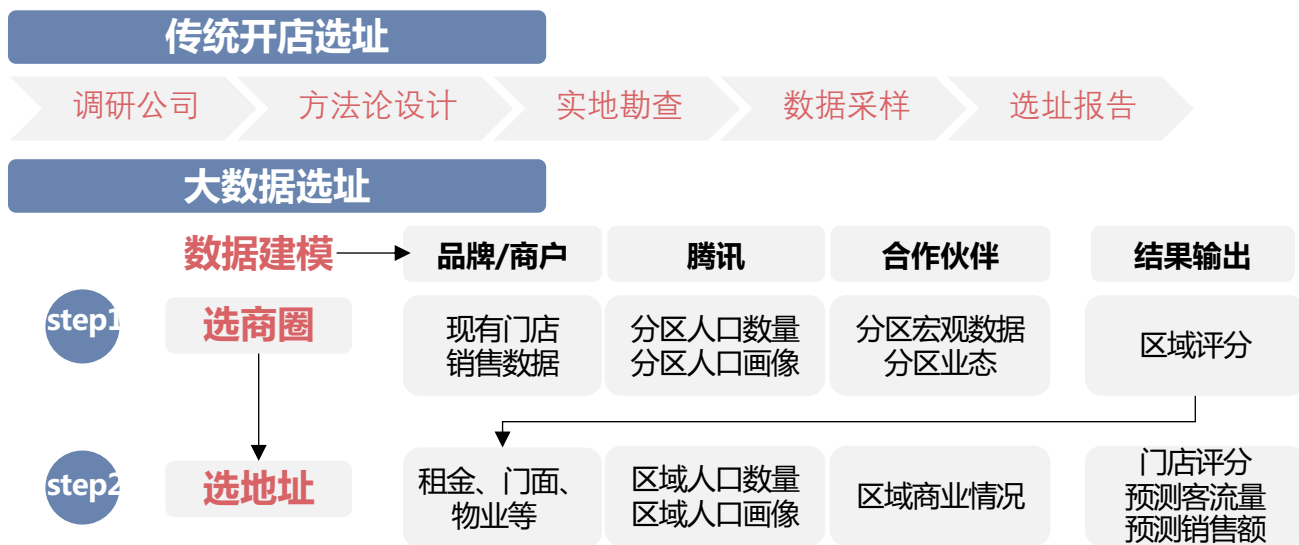 传统开店选址
调研公司
方法论设计
实地勘查
数据采样
选址报告
大数据选址
数据建模
品牌/商户
腾讯
合作伙伴
结果输出
step1
选商圈
现有门店
销售数据
分区人口数量
分区人口画像
分区宏观数据
分区业态
区域评分
step2
选地址
租金、门面、
物业等
区域人口数量
区域人口画像
区域商业情况
门店评分
预测客流量
预测销售额